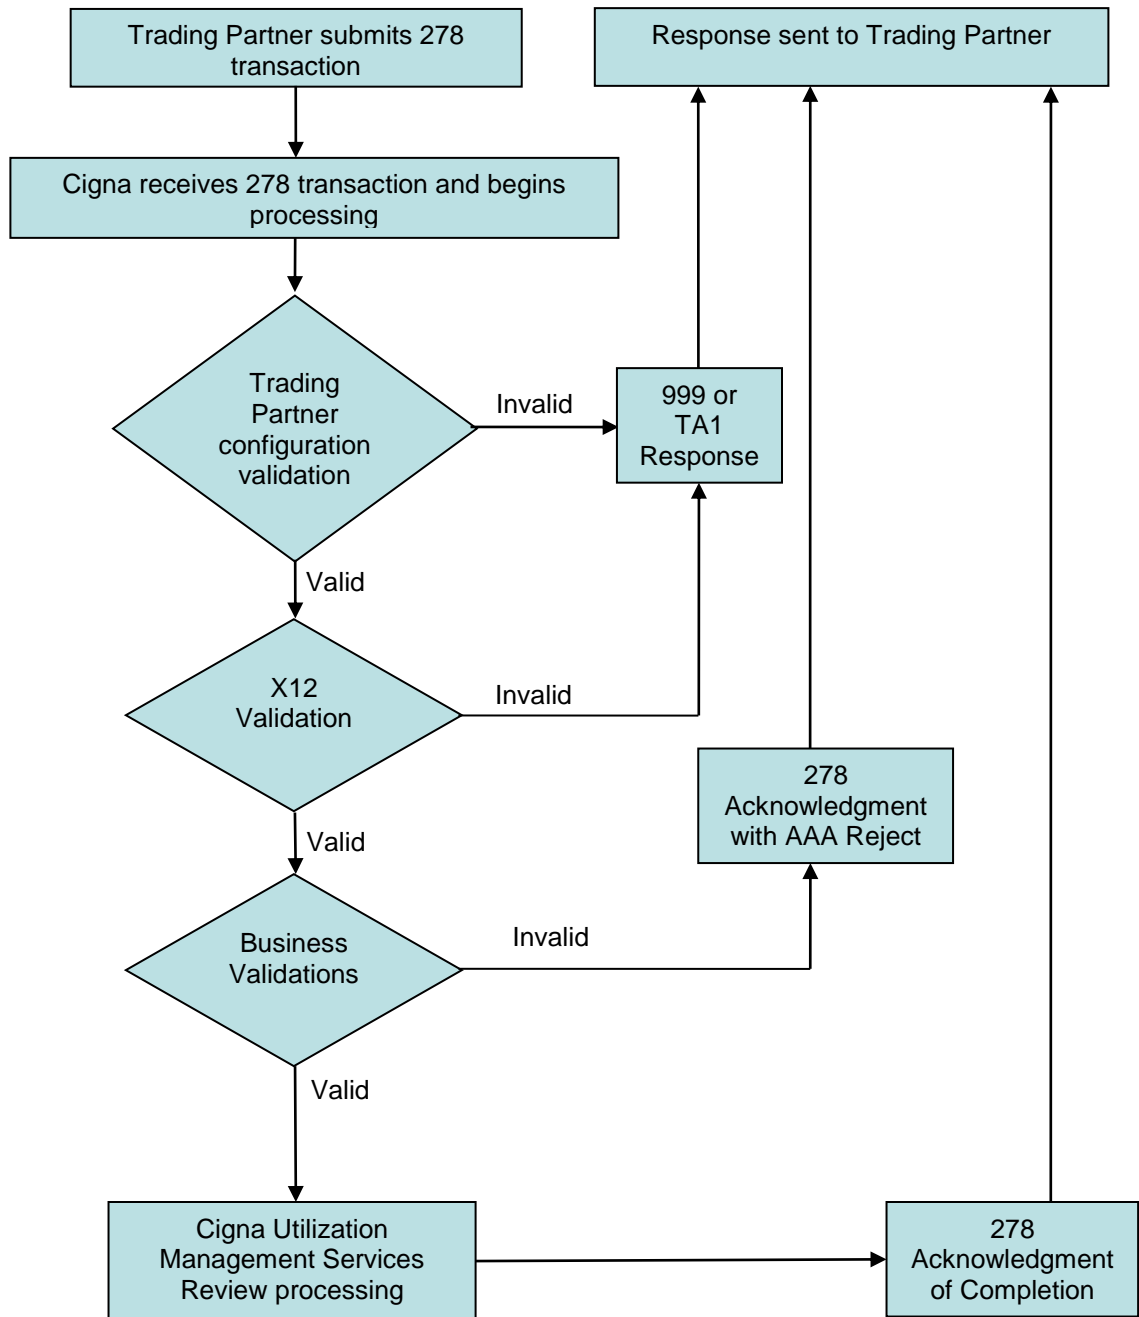 Trading Partner submits 278
transaction
Response sent to Trading Partner
Cigna receives 278 transaction and begins
processing
Trading
Partner
configuration
validation
Invalid
999 or
TA1
Response
Valid
X12
Validation
Invalid
278
Acknowledgment
with AAA Reject
Valid
Business
Validations
Invalid
Valid
Cigna Utilization
Management Services
Review processing
278
Acknowledgment
of Completion